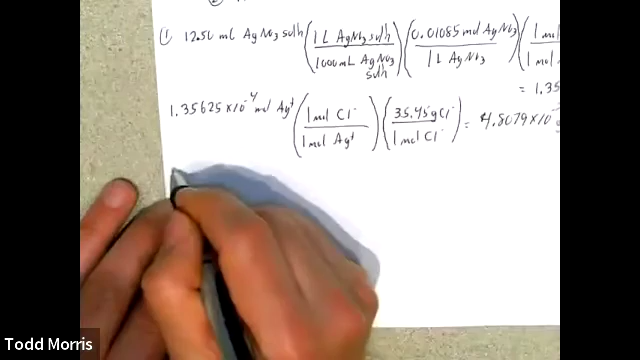 ① 12.50 mL AgNO₃ soln (1 L AgNO₃ soln / 1000 mL AgNO₃ soln) (0.01085 mol AgNO₃ / 1 L AgNO₃) (1 mol / 1 mol
= 1.35
1.35625 × 10⁻⁴ mol Ag⁺ (1 mol Cl⁻ / 1 mol Ag⁺) (35.45 g Cl⁻ / 1 mol Cl⁻) = 4.8079 × 10
Todd Morris